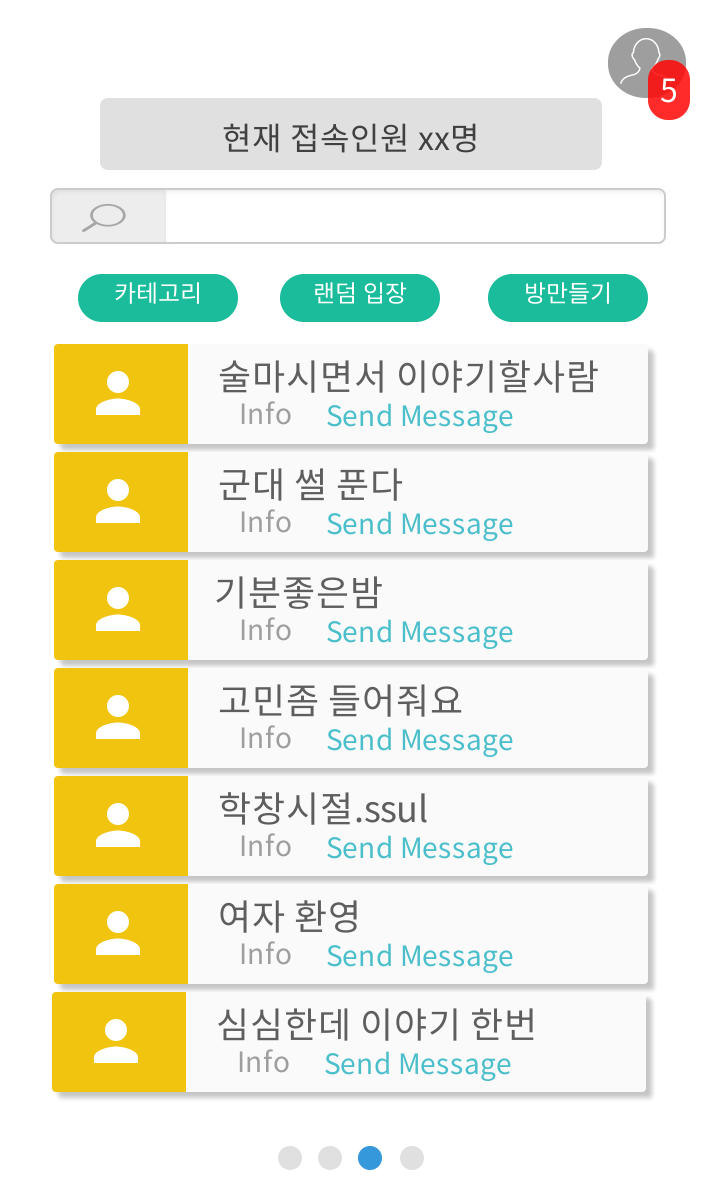 5
현재 접속인원 xx명
카테고리 랜덤 입장 방만들기
술마시면서 이야기할사람
Info Send Message
군대 썰 푼다
Info Send Message
기분좋은밤
Info Send Message
고민좀 들어줘요
Info Send Message
학창시절.ssul
Info Send Message
여자 환영
Info Send Message
심심한데 이야기 한번
Info Send Message